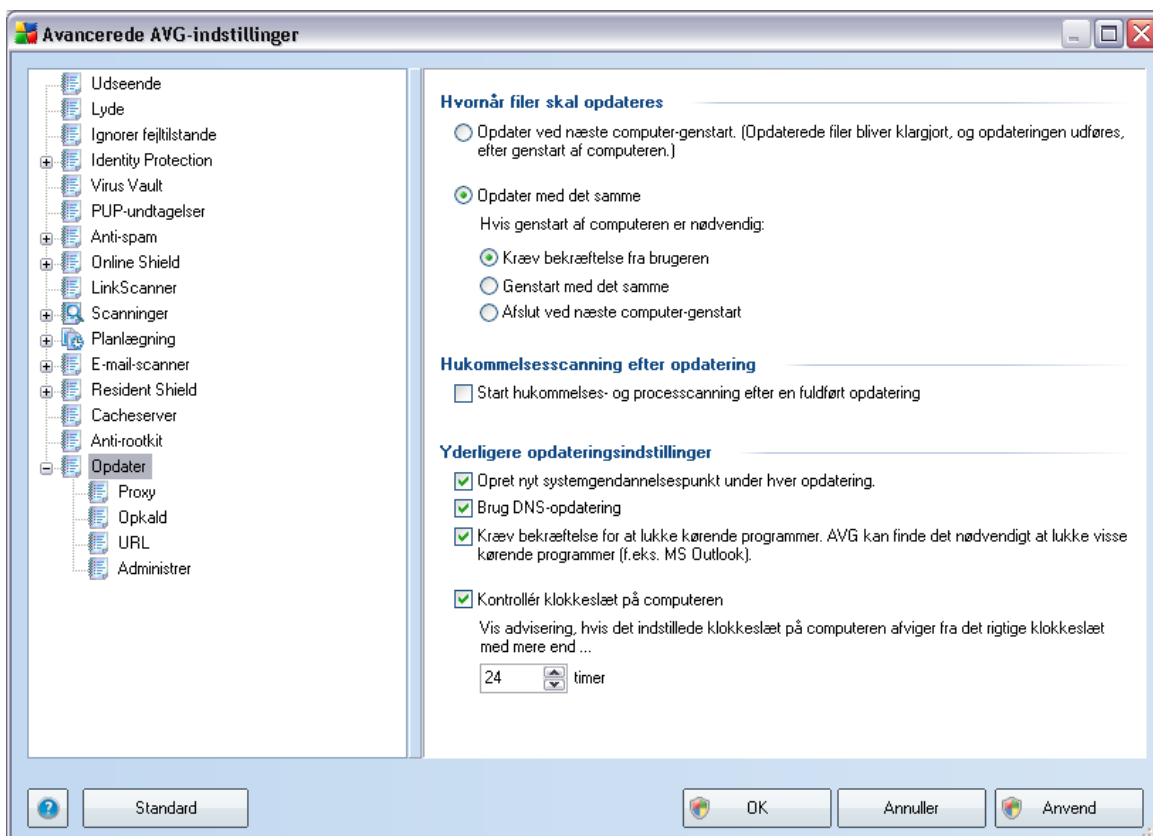 Avancerede AVG-indstillinger
Udseende
Lyde
Ignorer fejltilstande
Identity Protection
Virus Vault
PUP-undtagelser
Anti-spam
Online Shield
LinkScanner
Scanninger
Planlægning
E-mail-scanner
Resident Shield
Cacheserver
Anti-rootkit
Opdater
Proxy
Opkald
URL
Administrer
Hvornår filer skal opdateres
Opdater ved næste computer-genstart. (Opdaterede filer bliver klargjort, og opdateringen udføres,
efter genstart af computeren.)
Opdater med det samme
Hvis genstart af computeren er nødvendig:
Kræv bekræftelse fra brugeren
Genstart med det samme
Afslut ved næste computer-genstart
Hukommelsesscanning efter opdatering
Start hukommelses- og processcanning efter en fuldført opdatering
Yderligere opdateringsindstillinger
Opret nyt systemgendannelsespunkt under hver opdatering.
Brug DNS-opdatering
Kræv bekræftelse for at lukke kørende programmer. AVG kan finde det nødvendigt at lukke visse
kørende programmer (f.eks. MS Outlook).
Kontrollér klokkeslæt på computeren
Vis advisering, hvis det indstillede klokkeslæt på computeren afviger fra det rigtige klokkeslæt
med mere end ...
24 timer
Standard
OK
Annuller
Anvend